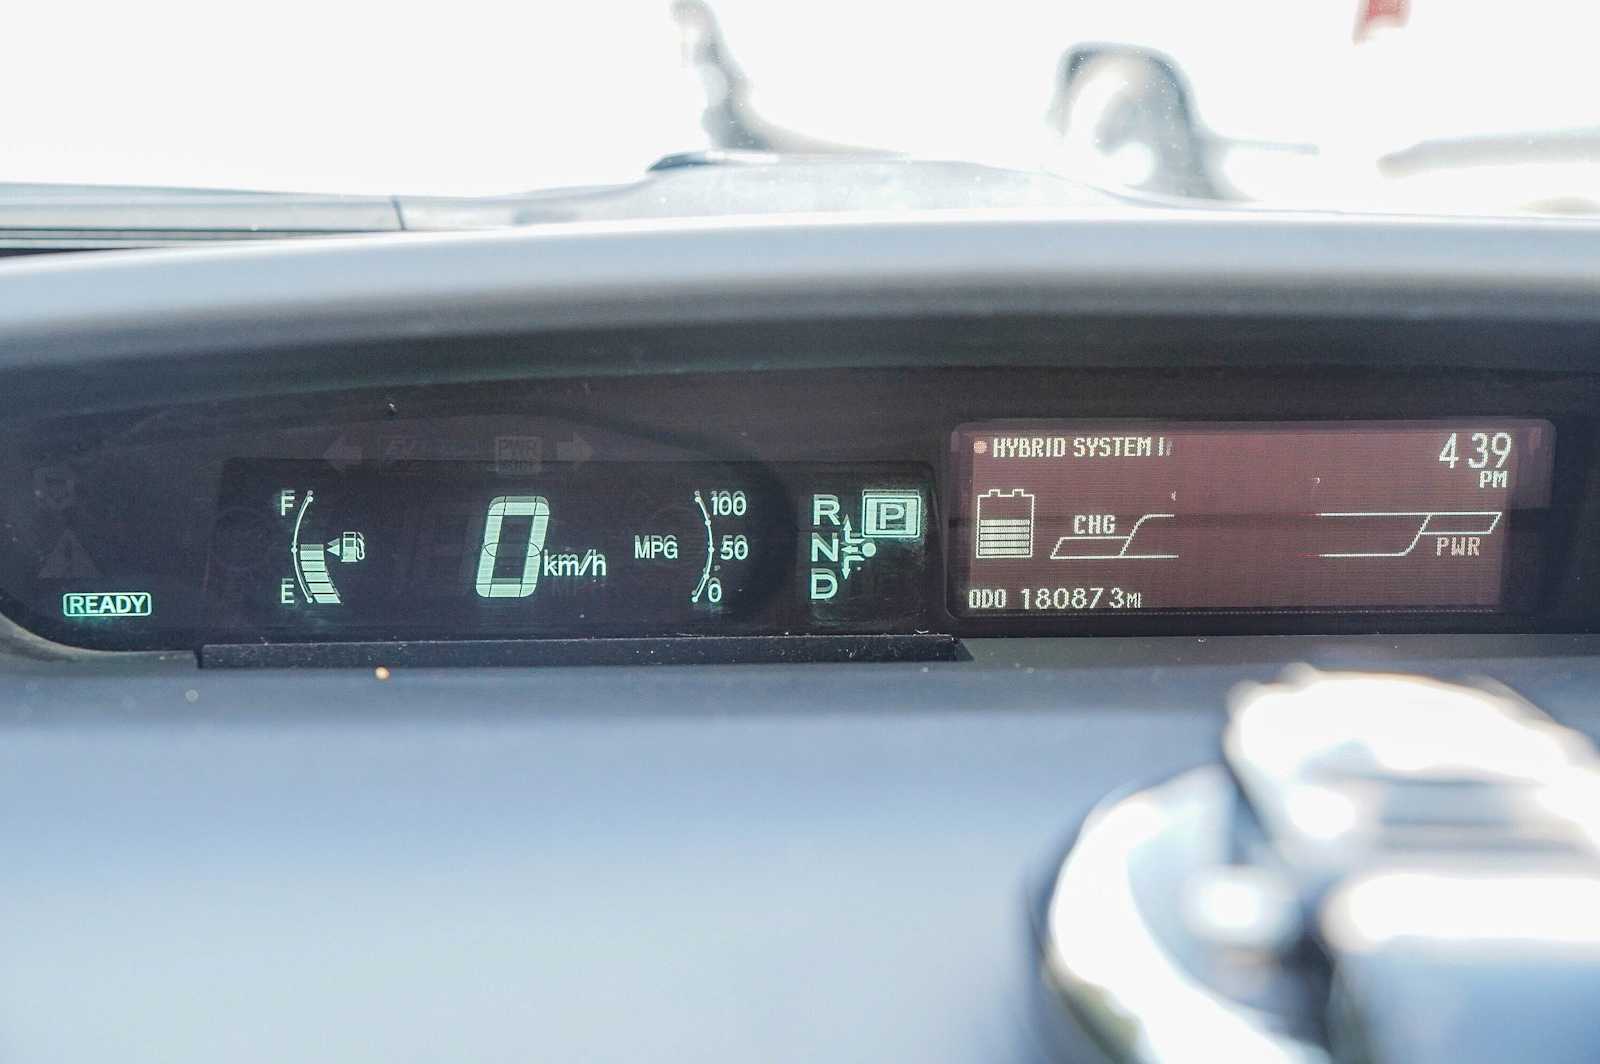 HYBRID SYSTEM I
4 39
PM
F
E
0
km/h
MPG
100
50
0
R
N
D
P
CHG
PWR
READY
ODO 180873MI